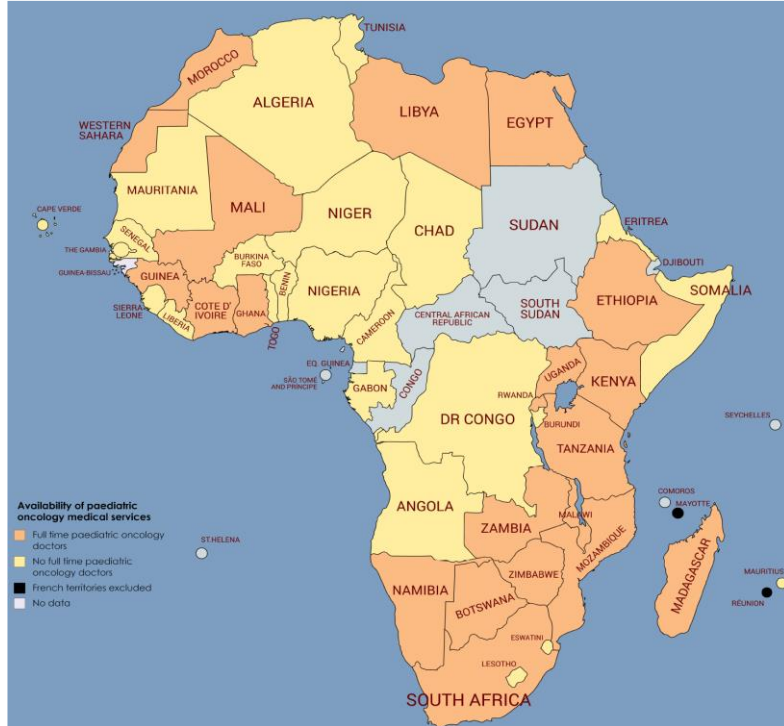 TUNISIA
MOROCCO
ALGERIA
LIBYA
EGYPT
WESTERN
SAHARA
MAURITANIA
MALI
NIGER
CHAD
SUDAN
ERITREA
CAPE VERDE
SENEGAL
THE GAMBIA
GUINEA-BISSAU
GUINEA
BURKINA
FASO
BENIN
NIGERIA
DJIBOUTI
SOMALIA
ETHIOPIA
SIERRA
LEONE
LIBERIA
COTE D'
IVOIRE
GHANA
TOGO
CAMEROON
CENTRAL AFRICAN
REPUBLIC
SOUTH
SUDAN
EQ. GUINEA
SÃO TOMÉ
AND PRÍNCIPE
GABON
CONGO
DR CONGO
UGANDA
KENYA
RWANDA
BURUNDI
TANZANIA
SEYCHELLES
COMOROS
MAYOTTE
ANGOLA
ZAMBIA
MALAWI
MOZAMBIQUE
ST.HELENA
NAMIBIA
ZIMBABWE
BOTSWANA
MADAGASCAR
MAURITIUS
RÉUNION
ESWATINI
LESOTHO
SOUTH AFRICA
Availability of paediatric
oncology medical services
Full time paediatric oncology
doctors
No full time paediatric
oncology doctors
French territories excluded
No data